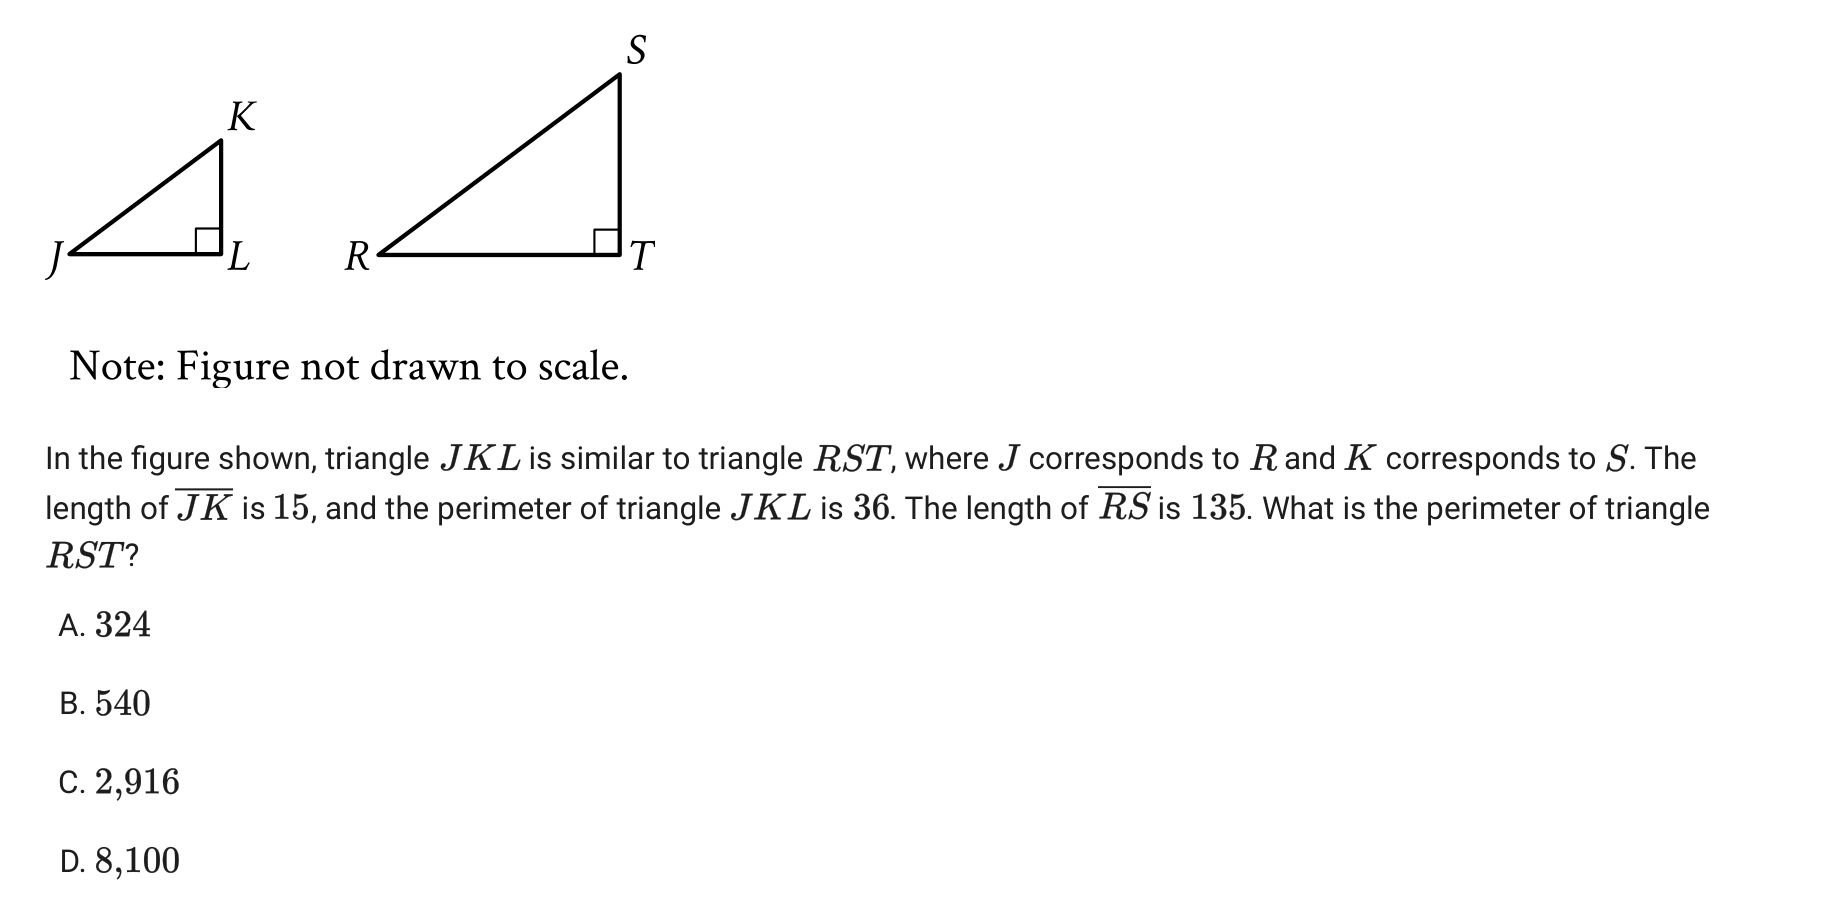 S
K
J
L
R
T
Note: Figure not drawn to scale.
In the figure shown, triangle JKL is similar to triangle RST, where J corresponds to R and K corresponds to S. The
length of JK is 15, and the perimeter of triangle JKL is 36. The length of RS is 135. What is the perimeter of triangle
RST?
A. 324
B. 540
C. 2,916
D. 8,100